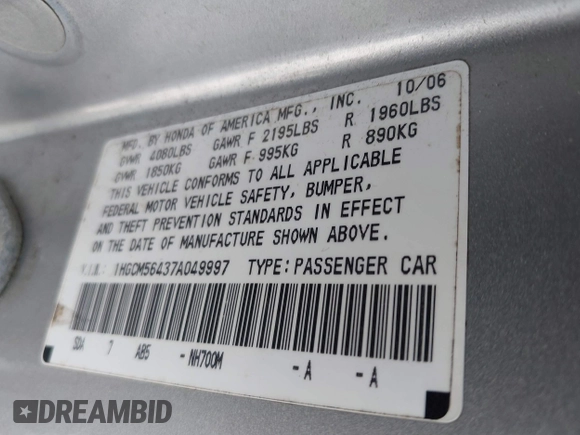 MFG. BY HONDA OF AMERICA MFG., INC. 10/06
GVWR 4080LBS GAWR F 2195LBS R 1960LBS
GVWR 1850KG GAWR F 995KG R 890KG
THIS VEHICLE CONFORMS TO ALL APPLICABLE
FEDERAL MOTOR VEHICLE SAFETY, BUMPER,
AND THEFT PREVENTION STANDARDS IN EFFECT
ON THE DATE OF MANUFACTURE SHOWN ABOVE.
V.I.N.: 1HGCM56437A049997 TYPE: PASSENGER CAR
SDA 7 AB5 - NH700M - A - A
DREAMBID